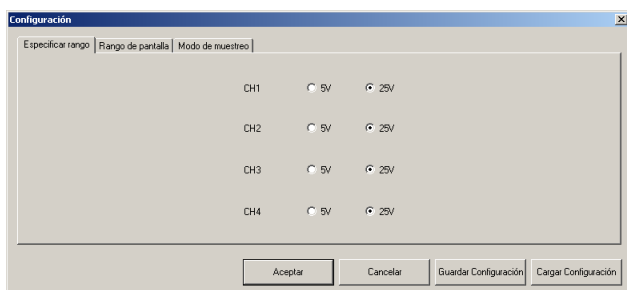 Configuración
Especificar rango Rango de pantalla Modo de muestreo
CH1 5V 25V
CH2 5V 25V
CH3 5V 25V
CH4 5V 25V
Aceptar Cancelar Guardar Configuración Cargar Configuración